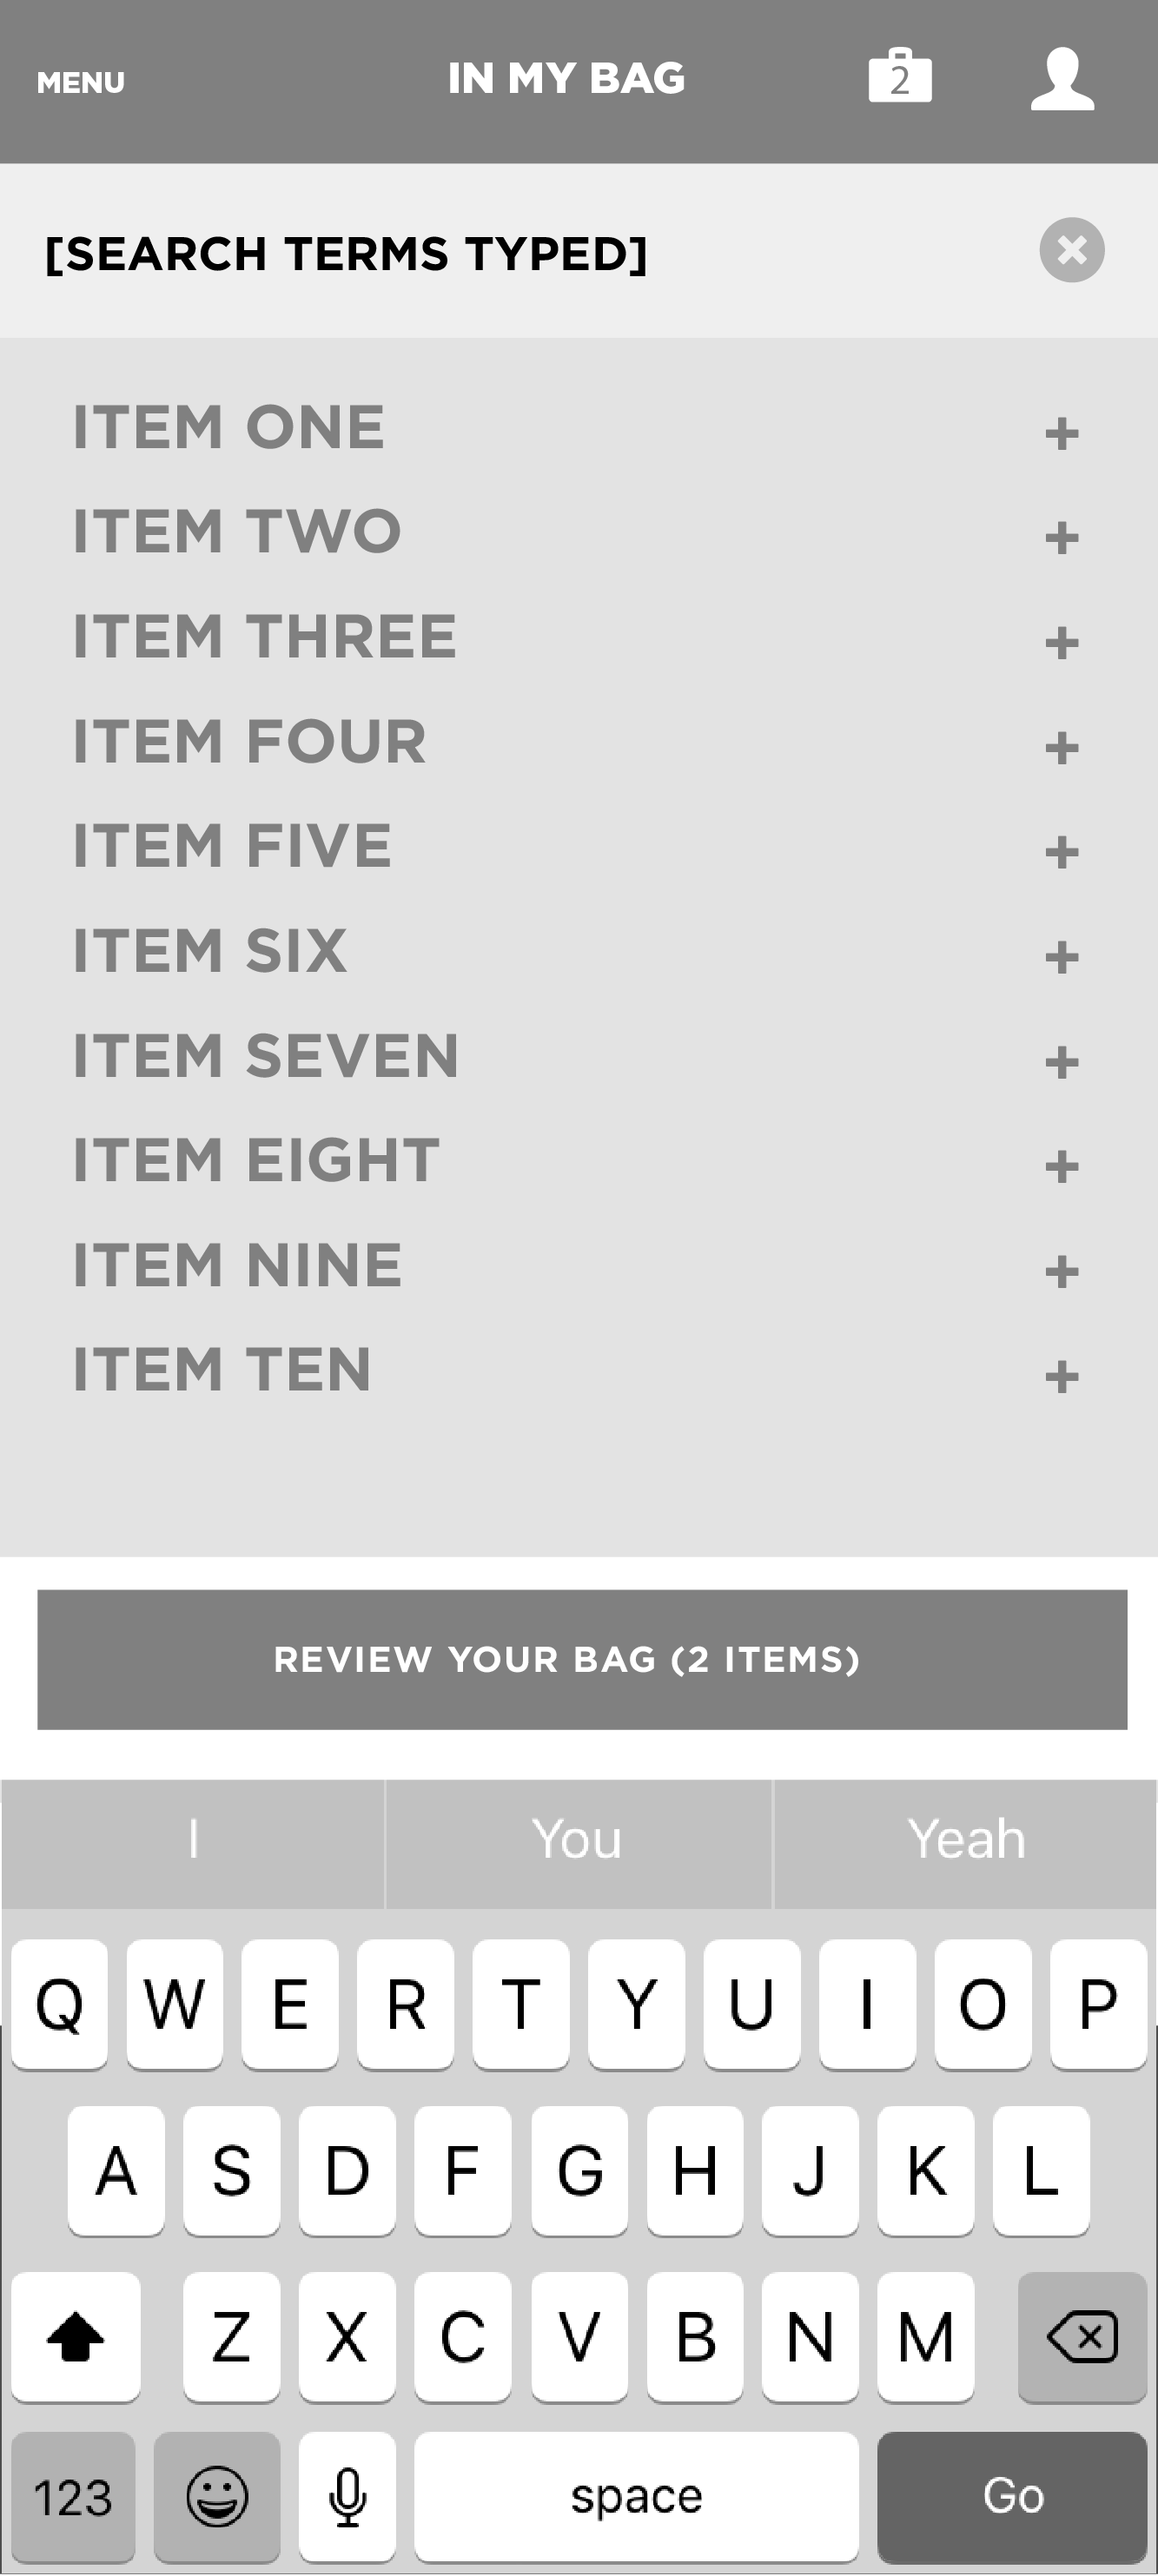 MENU IN MY BAG 2
[SEARCH TERMS TYPED]
ITEM ONE +
ITEM TWO +
ITEM THREE +
ITEM FOUR +
ITEM FIVE +
ITEM SIX +
ITEM SEVEN +
ITEM EIGHT +
ITEM NINE +
ITEM TEN +
REVIEW YOUR BAG (2 ITEMS)
I You Yeah
Q W E R T Y U I O P
A S D F G H J K L
Z X C V B N M
123 space Go